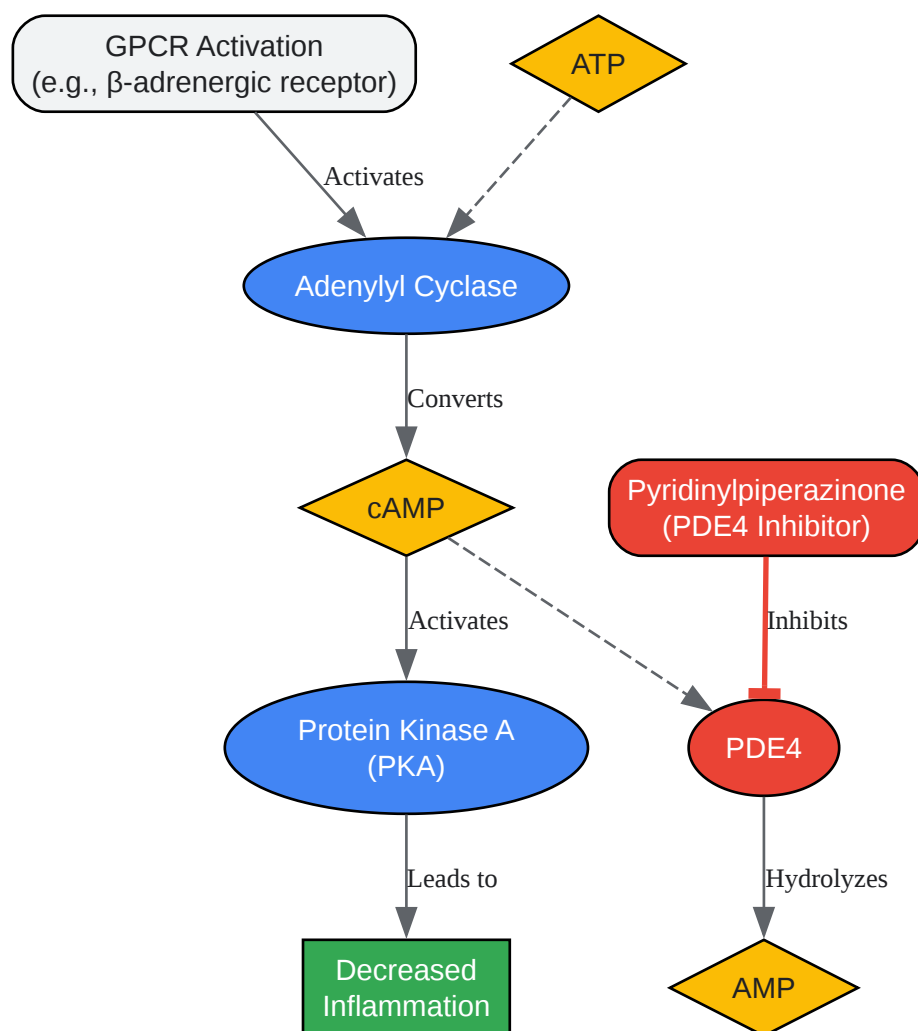 GPCR Activation
(e.g., β-adrenergic receptor)
ATP
Activates
Adenylyl Cyclase
Converts
cAMP
Pyridinylpiperazinone
(PDE4 Inhibitor)
Activates
Inhibits
Protein Kinase A
(PKA)
PDE4
Leads to
Hydrolyzes
Decreased
Inflammation
AMP